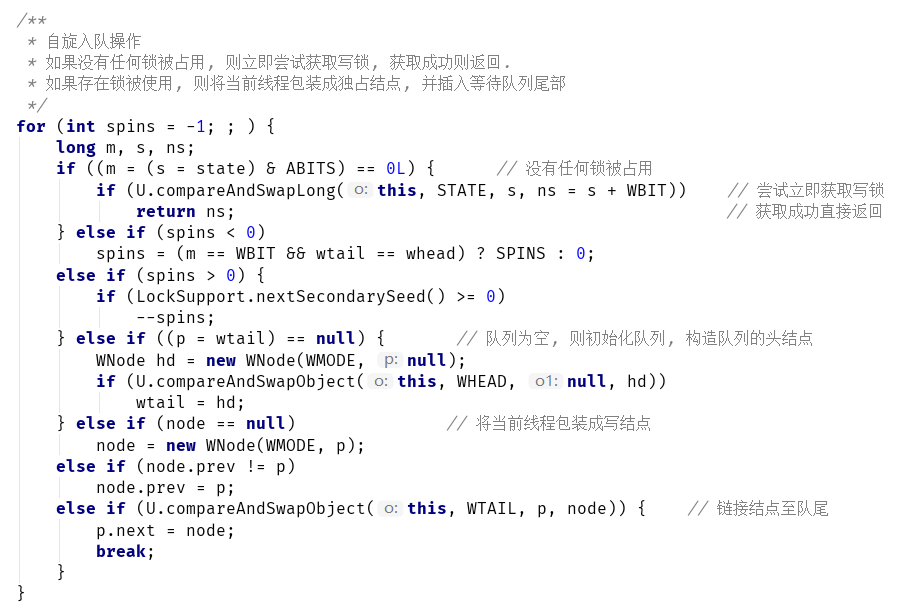 /**
 * 自旋入队操作
 * 如果没有任何锁被占用, 则立即尝试获取写锁, 获取成功则返回.
 * 如果存在锁被使用, 则将当前线程包装成独占结点, 并插入等待队列尾部
 */
for (int spins = -1; ; ) {
    long m, s, ns;
    if ((m = (s = state) & ABITS) == 0L) {      // 没有任何锁被占用
        if (U.compareAndSwapLong( o: this, STATE, s, ns = s + WBIT))    // 尝试立即获取写锁
            return ns;                                                 // 获取成功直接返回
    } else if (spins < 0)
        spins = (m == WBIT && wtail == whead) ? SPINS : 0;
    else if (spins > 0) {
        if (LockSupport.nextSecondarySeed() >= 0)
            --spins;
    } else if ((p = wtail) == null) {       // 队列为空, 则初始化队列, 构造队列的头结点
        WNode hd = new WNode(WMODE, p: null);
        if (U.compareAndSwapObject( o: this, WHEAD, o1: null, hd))
            wtail = hd;
    } else if (node == null)               // 将当前线程包装成写结点
        node = new WNode(WMODE, p);
    else if (node.prev != p)
        node.prev = p;
    else if (U.compareAndSwapObject( o: this, WTAIL, p, node)) {    // 链接结点至队尾
        p.next = node;
        break;
    }
}